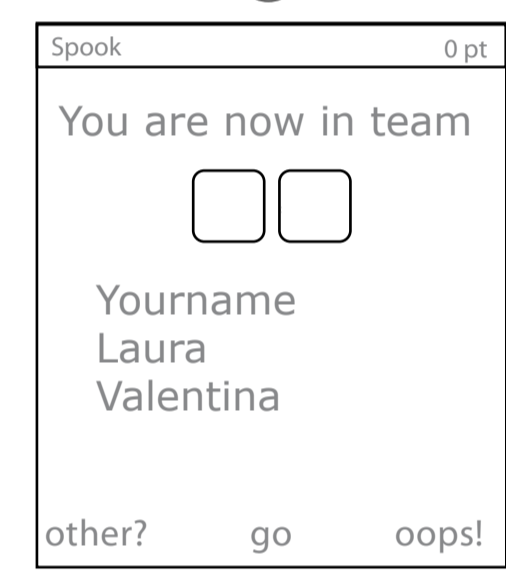 Spook 0 pt
You are now in team
Yourname
Laura
Valentina
other? go oops!